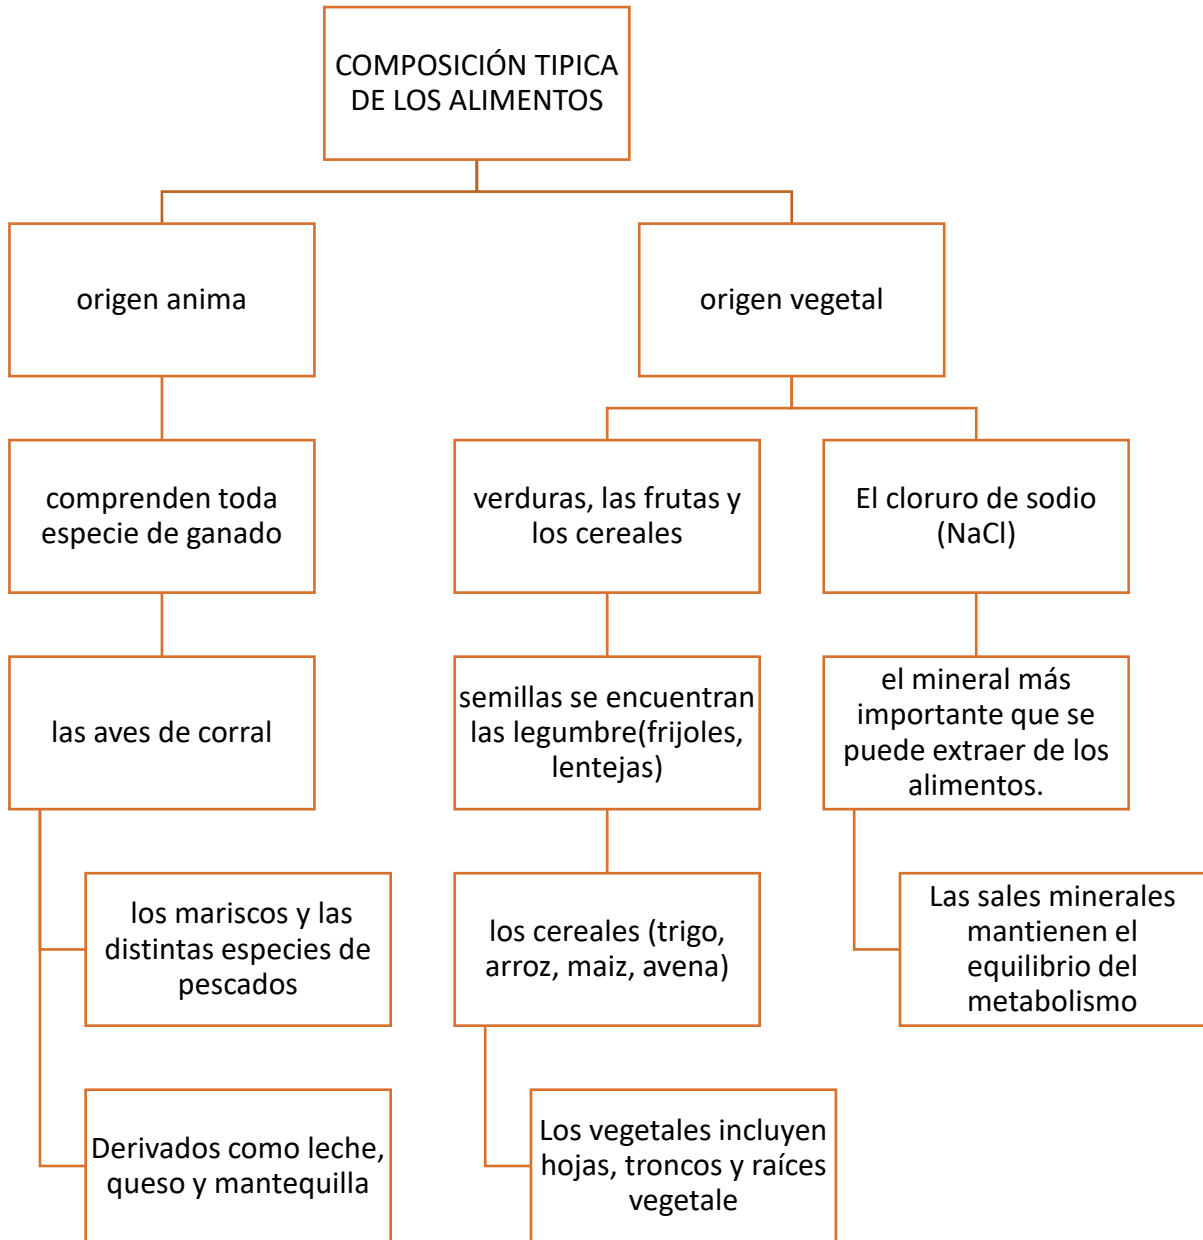 COMPOSICIÓN TIPICA
DE LOS ALIMENTOS
origen anima
origen vegetal
comprenden toda
especie de ganado
verduras, las frutas y
los cereales
El cloruro de sodio
(NaCl)
las aves de corral
semillas se encuentran
las legumbre(frijoles,
lentejas)
el mineral más
importante que se
puede extraer de los
alimentos.
los mariscos y las
distintas especies de
pescados
los cereales (trigo,
arroz, maiz, avena)
Las sales minerales
mantienen el
equilibrio del
metabolismo
Derivados como leche,
queso y mantequilla
Los vegetales incluyen
hojas, troncos y raíces
vegetale